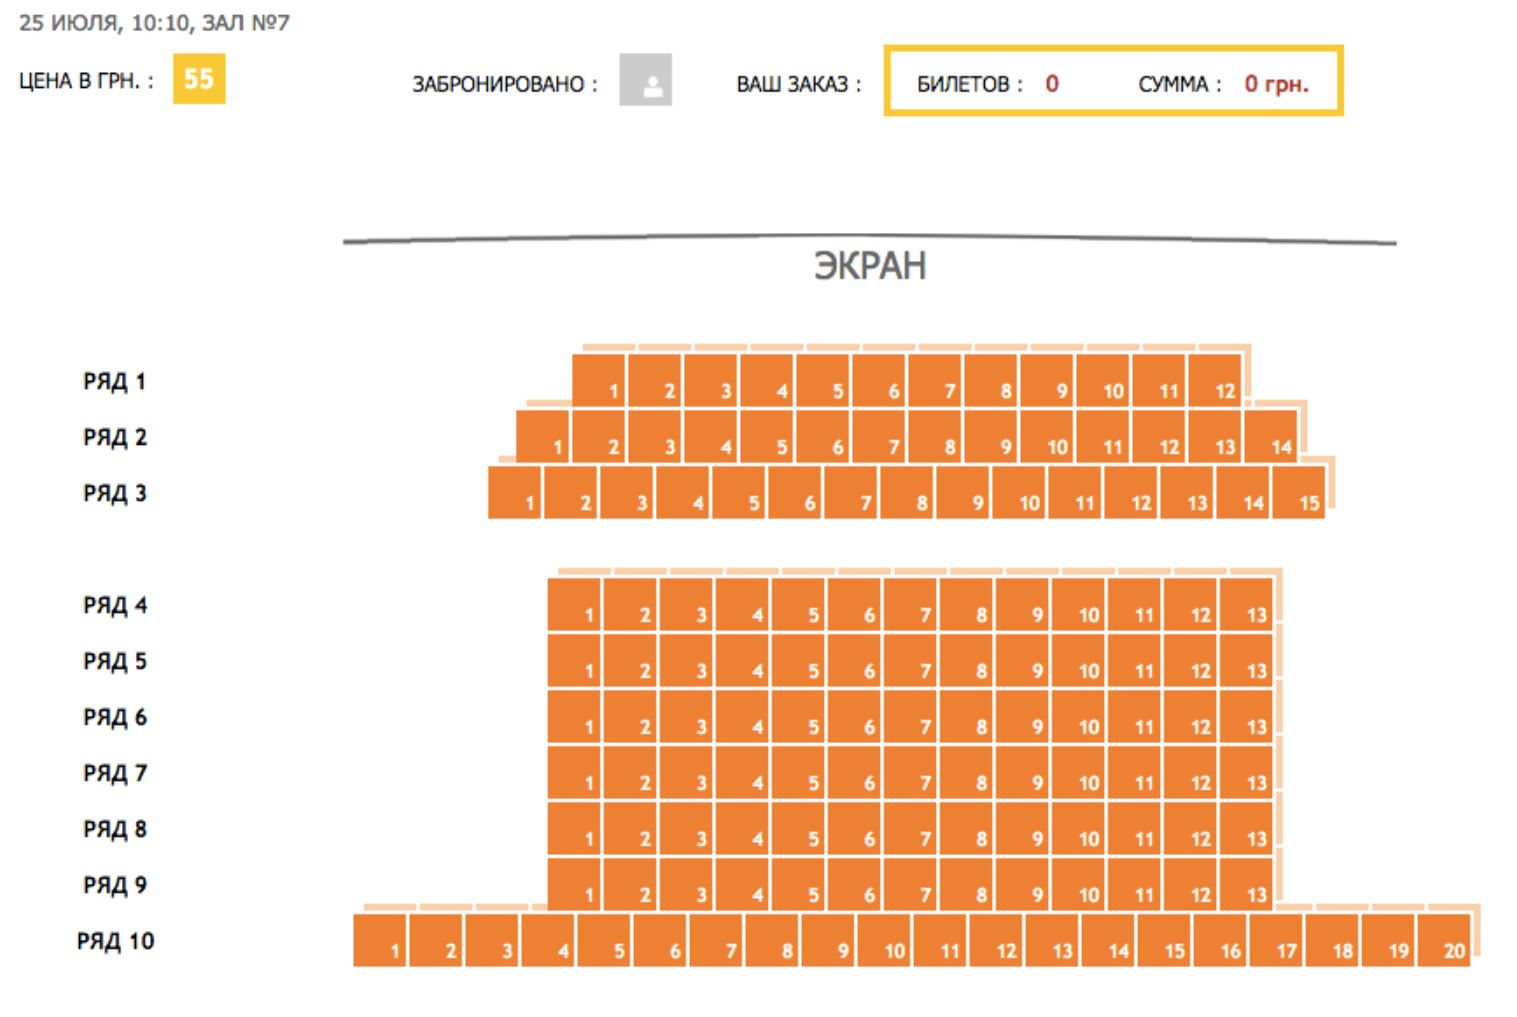 25 ИЮЛЯ, 10:10, ЗАЛ №7
ЦЕНА В ГРН. : 55 ЗАБРОНИРОВАНО : ВАШ ЗАКАЗ : БИЛЕТОВ : 0 СУММА : 0 грн.
ЭКРАН
РЯД 1 1 2 3 4 5 6 7 8 9 10 11 12
РЯД 2 1 2 3 4 5 6 7 8 9 10 11 12 13 14
РЯД 3 1 2 3 4 5 6 7 8 9 10 11 12 13 14 15
РЯД 4 1 2 3 4 5 6 7 8 9 10 11 12 13
РЯД 5 1 2 3 4 5 6 7 8 9 10 11 12 13
РЯД 6 1 2 3 4 5 6 7 8 9 10 11 12 13
РЯД 7 1 2 3 4 5 6 7 8 9 10 11 12 13
РЯД 8 1 2 3 4 5 6 7 8 9 10 11 12 13
РЯД 9 1 2 3 4 5 6 7 8 9 10 11 12 13
РЯД 10 1 2 3 4 5 6 7 8 9 10 11 12 13 14 15 16 17 18 19 20